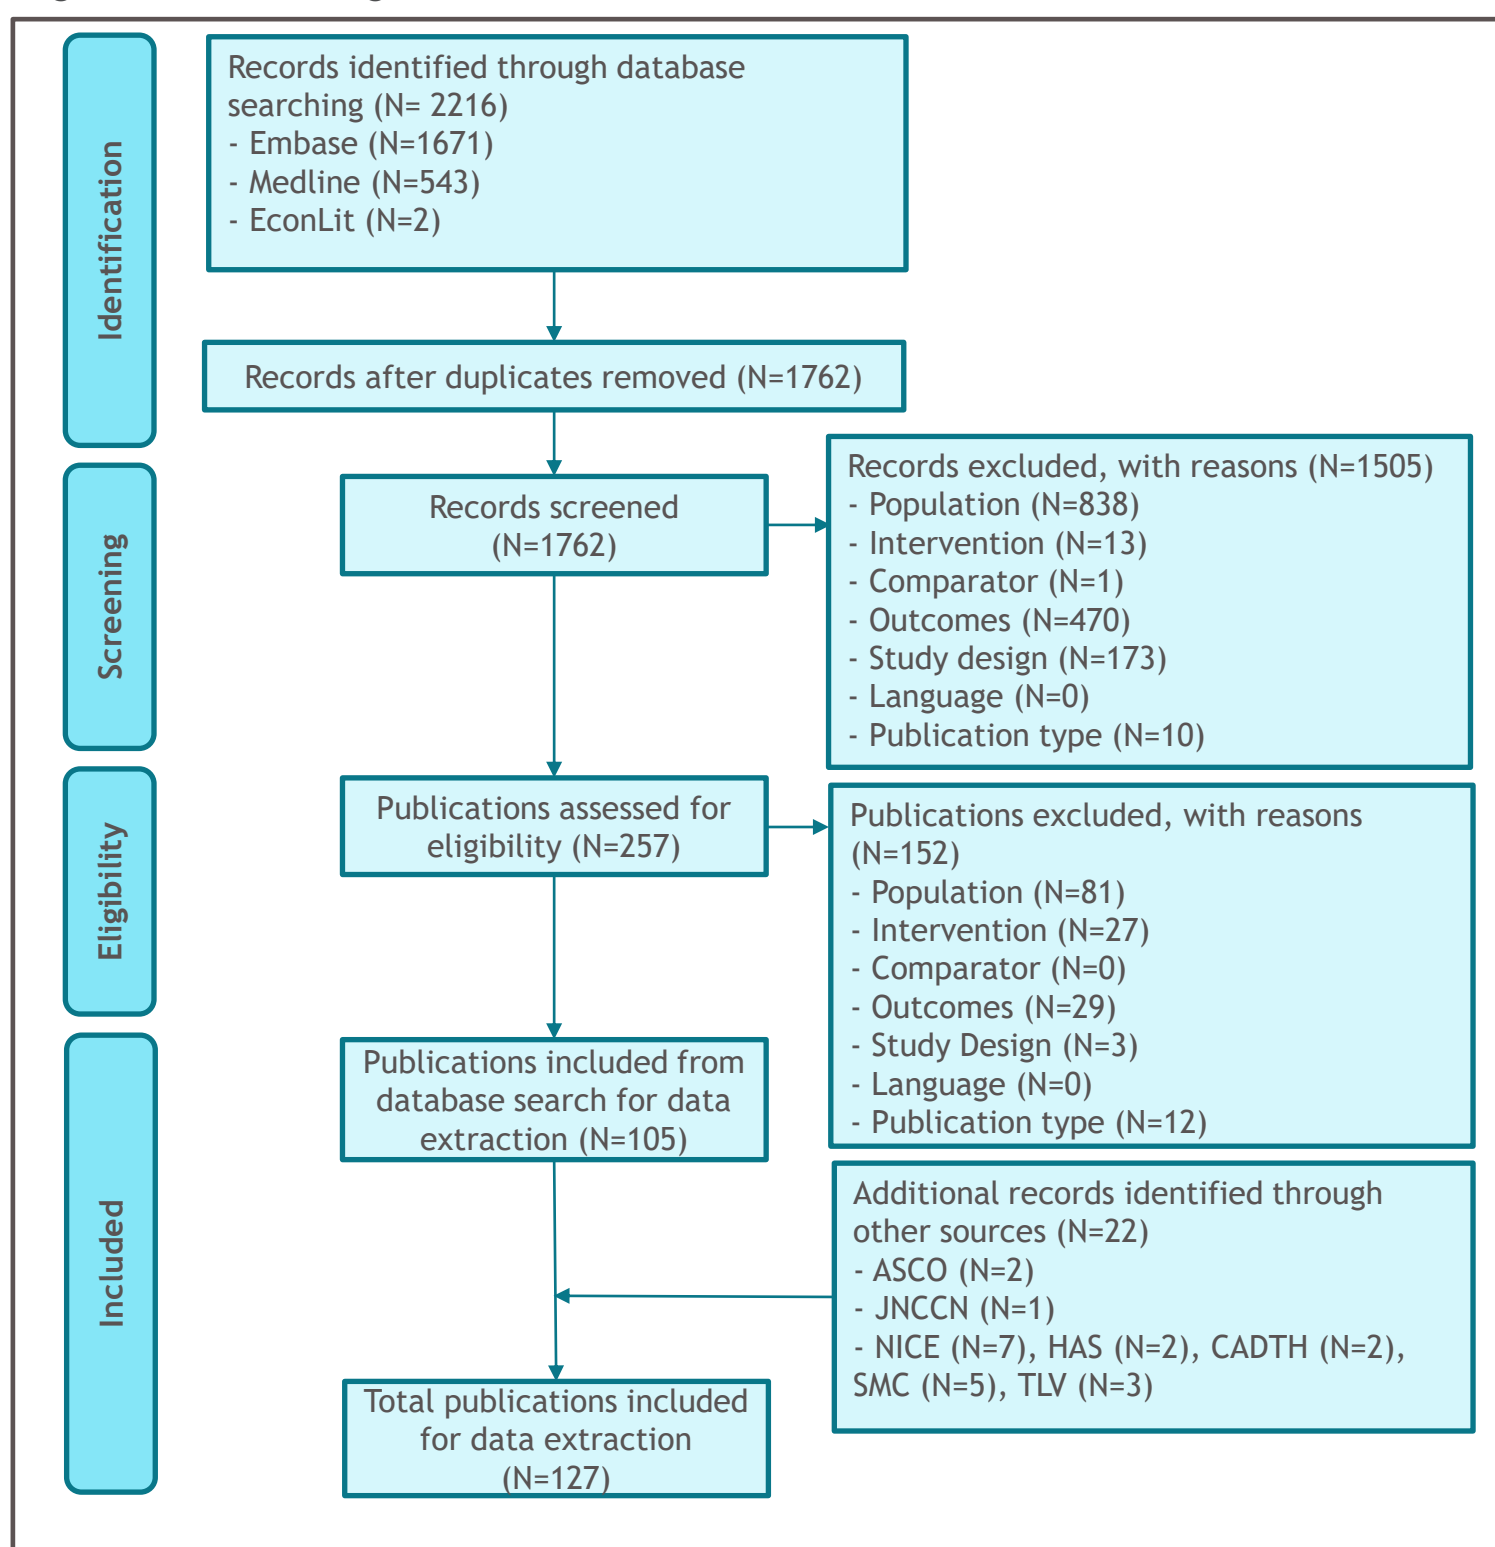 Identification
Records identified through database
searching (N= 2216)
- Embase (N=1671)
- Medline (N=543)
- EconLit (N=2)
Records after duplicates removed (N=1762)
Screening
Records screened
(N=1762)
Records excluded, with reasons (N=1505)
- Population (N=838)
- Intervention (N=13)
- Comparator (N=1)
- Outcomes (N=470)
- Study design (N=173)
- Language (N=0)
- Publication type (N=10)
Eligibility
Publications assessed for
eligibility (N=257)
Publications excluded, with reasons
(N=152)
- Population (N=81)
- Intervention (N=27)
- Comparator (N=0)
- Outcomes (N=29)
- Study Design (N=3)
- Language (N=0)
- Publication type (N=12)
Included
Publications included from
database search for data
extraction (N=105)
Additional records identified through
other sources (N=22)
- ASCO (N=2)
- JNCCN (N=1)
- NICE (N=7), HAS (N=2), CADTH (N=2),
SMC (N=5), TLV (N=3)
Total publications included
for data extraction
(N=127)